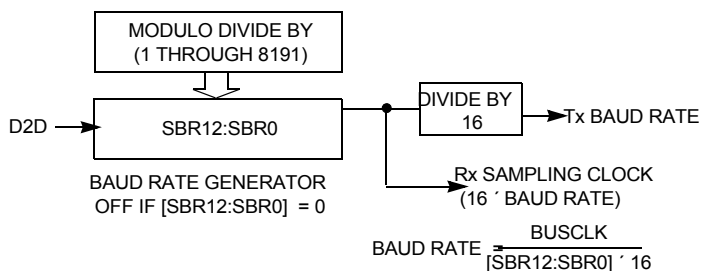 MODULO DIVIDE BY
(1 THROUGH 8191)
D2D
SBR12:SBR0
DIVIDE BY
16
Tx BAUD RATE
BAUD RATE GENERATOR
OFF IF [SBR12:SBR0] = 0
Rx SAMPLING CLOCK
(16 ´ BAUD RATE)
BAUD RATE =
BUSCLK
[SBR12:SBR0] ´ 16